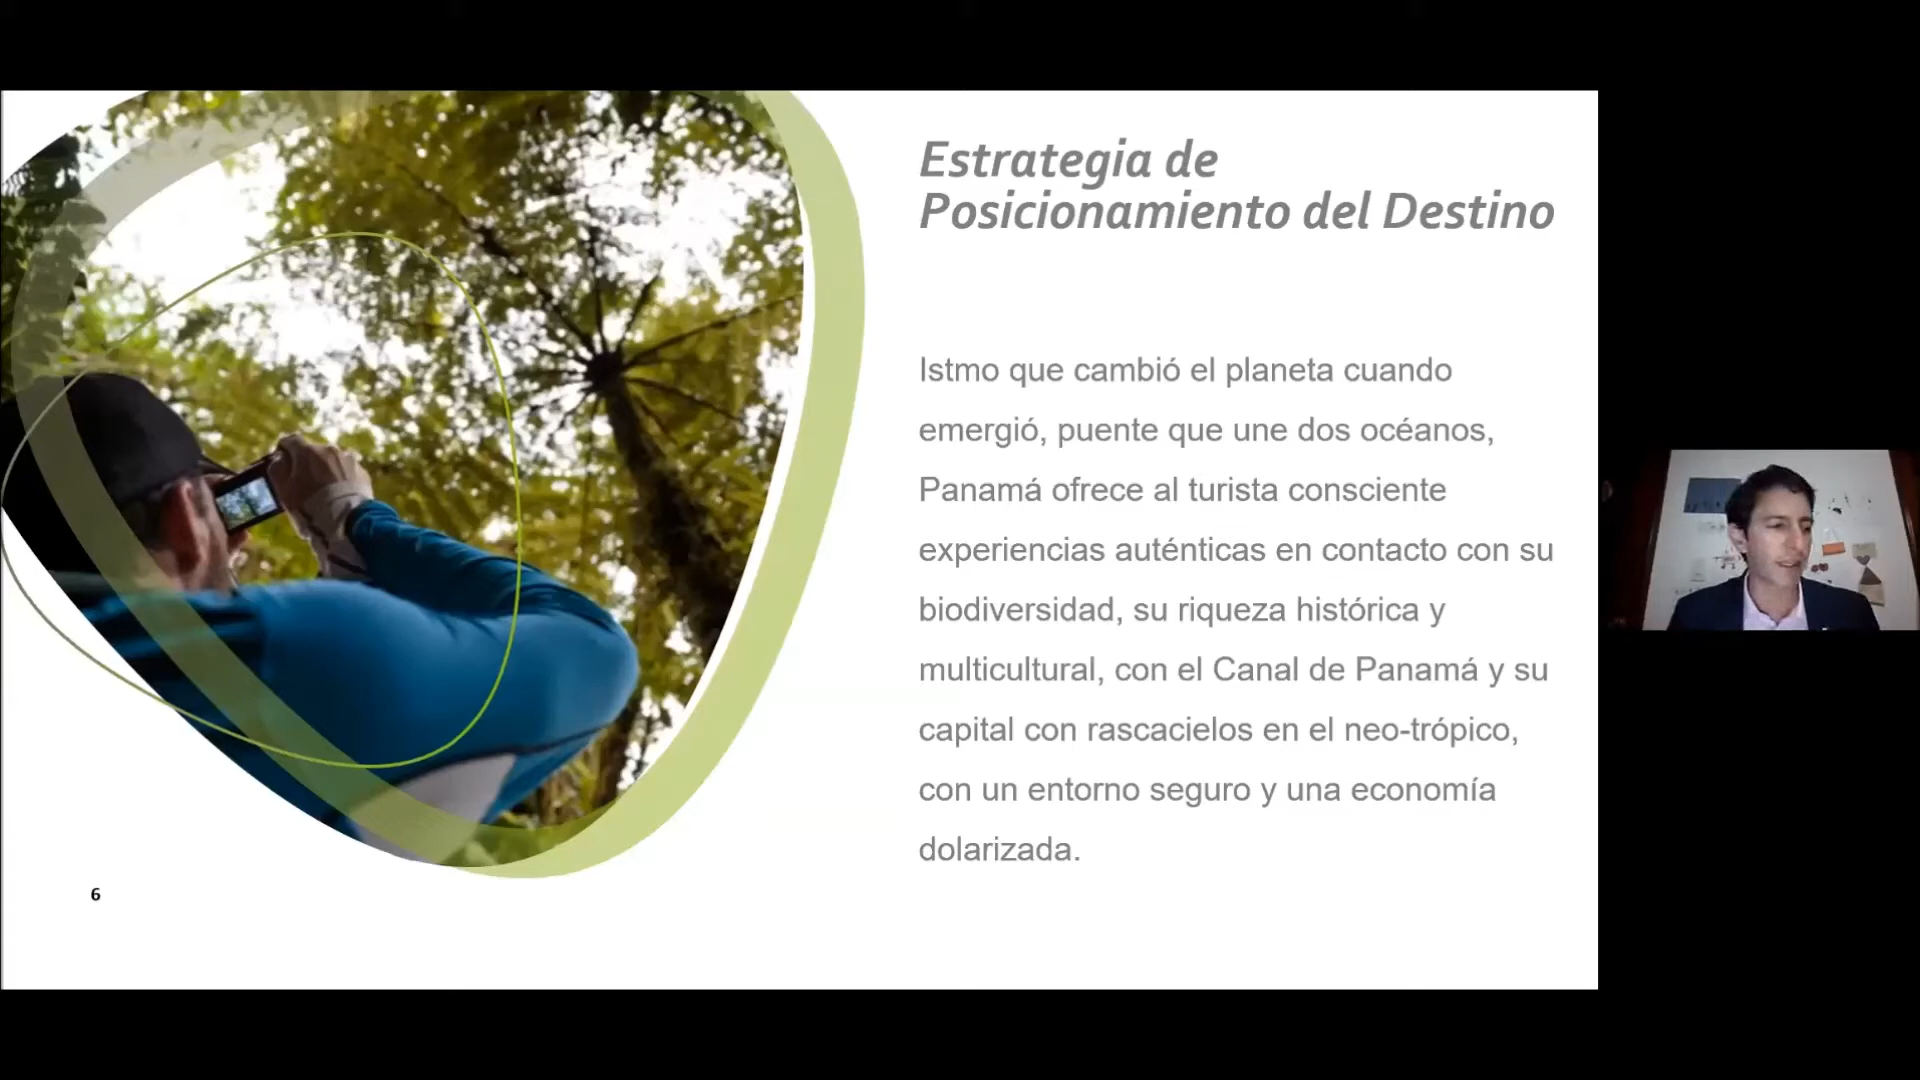 Estrategia de
Posicionamiento del Destino
Istmo que cambió el planeta cuando
emergió, puente que une dos océanos,
Panamá ofrece al turista consciente
experiencias auténticas en contacto con su
biodiversidad, su riqueza histórica y
multicultural, con el Canal de Panamá y su
capital con rascacielos en el neo-trópico,
con un entorno seguro y una economía
dolarizada.
6